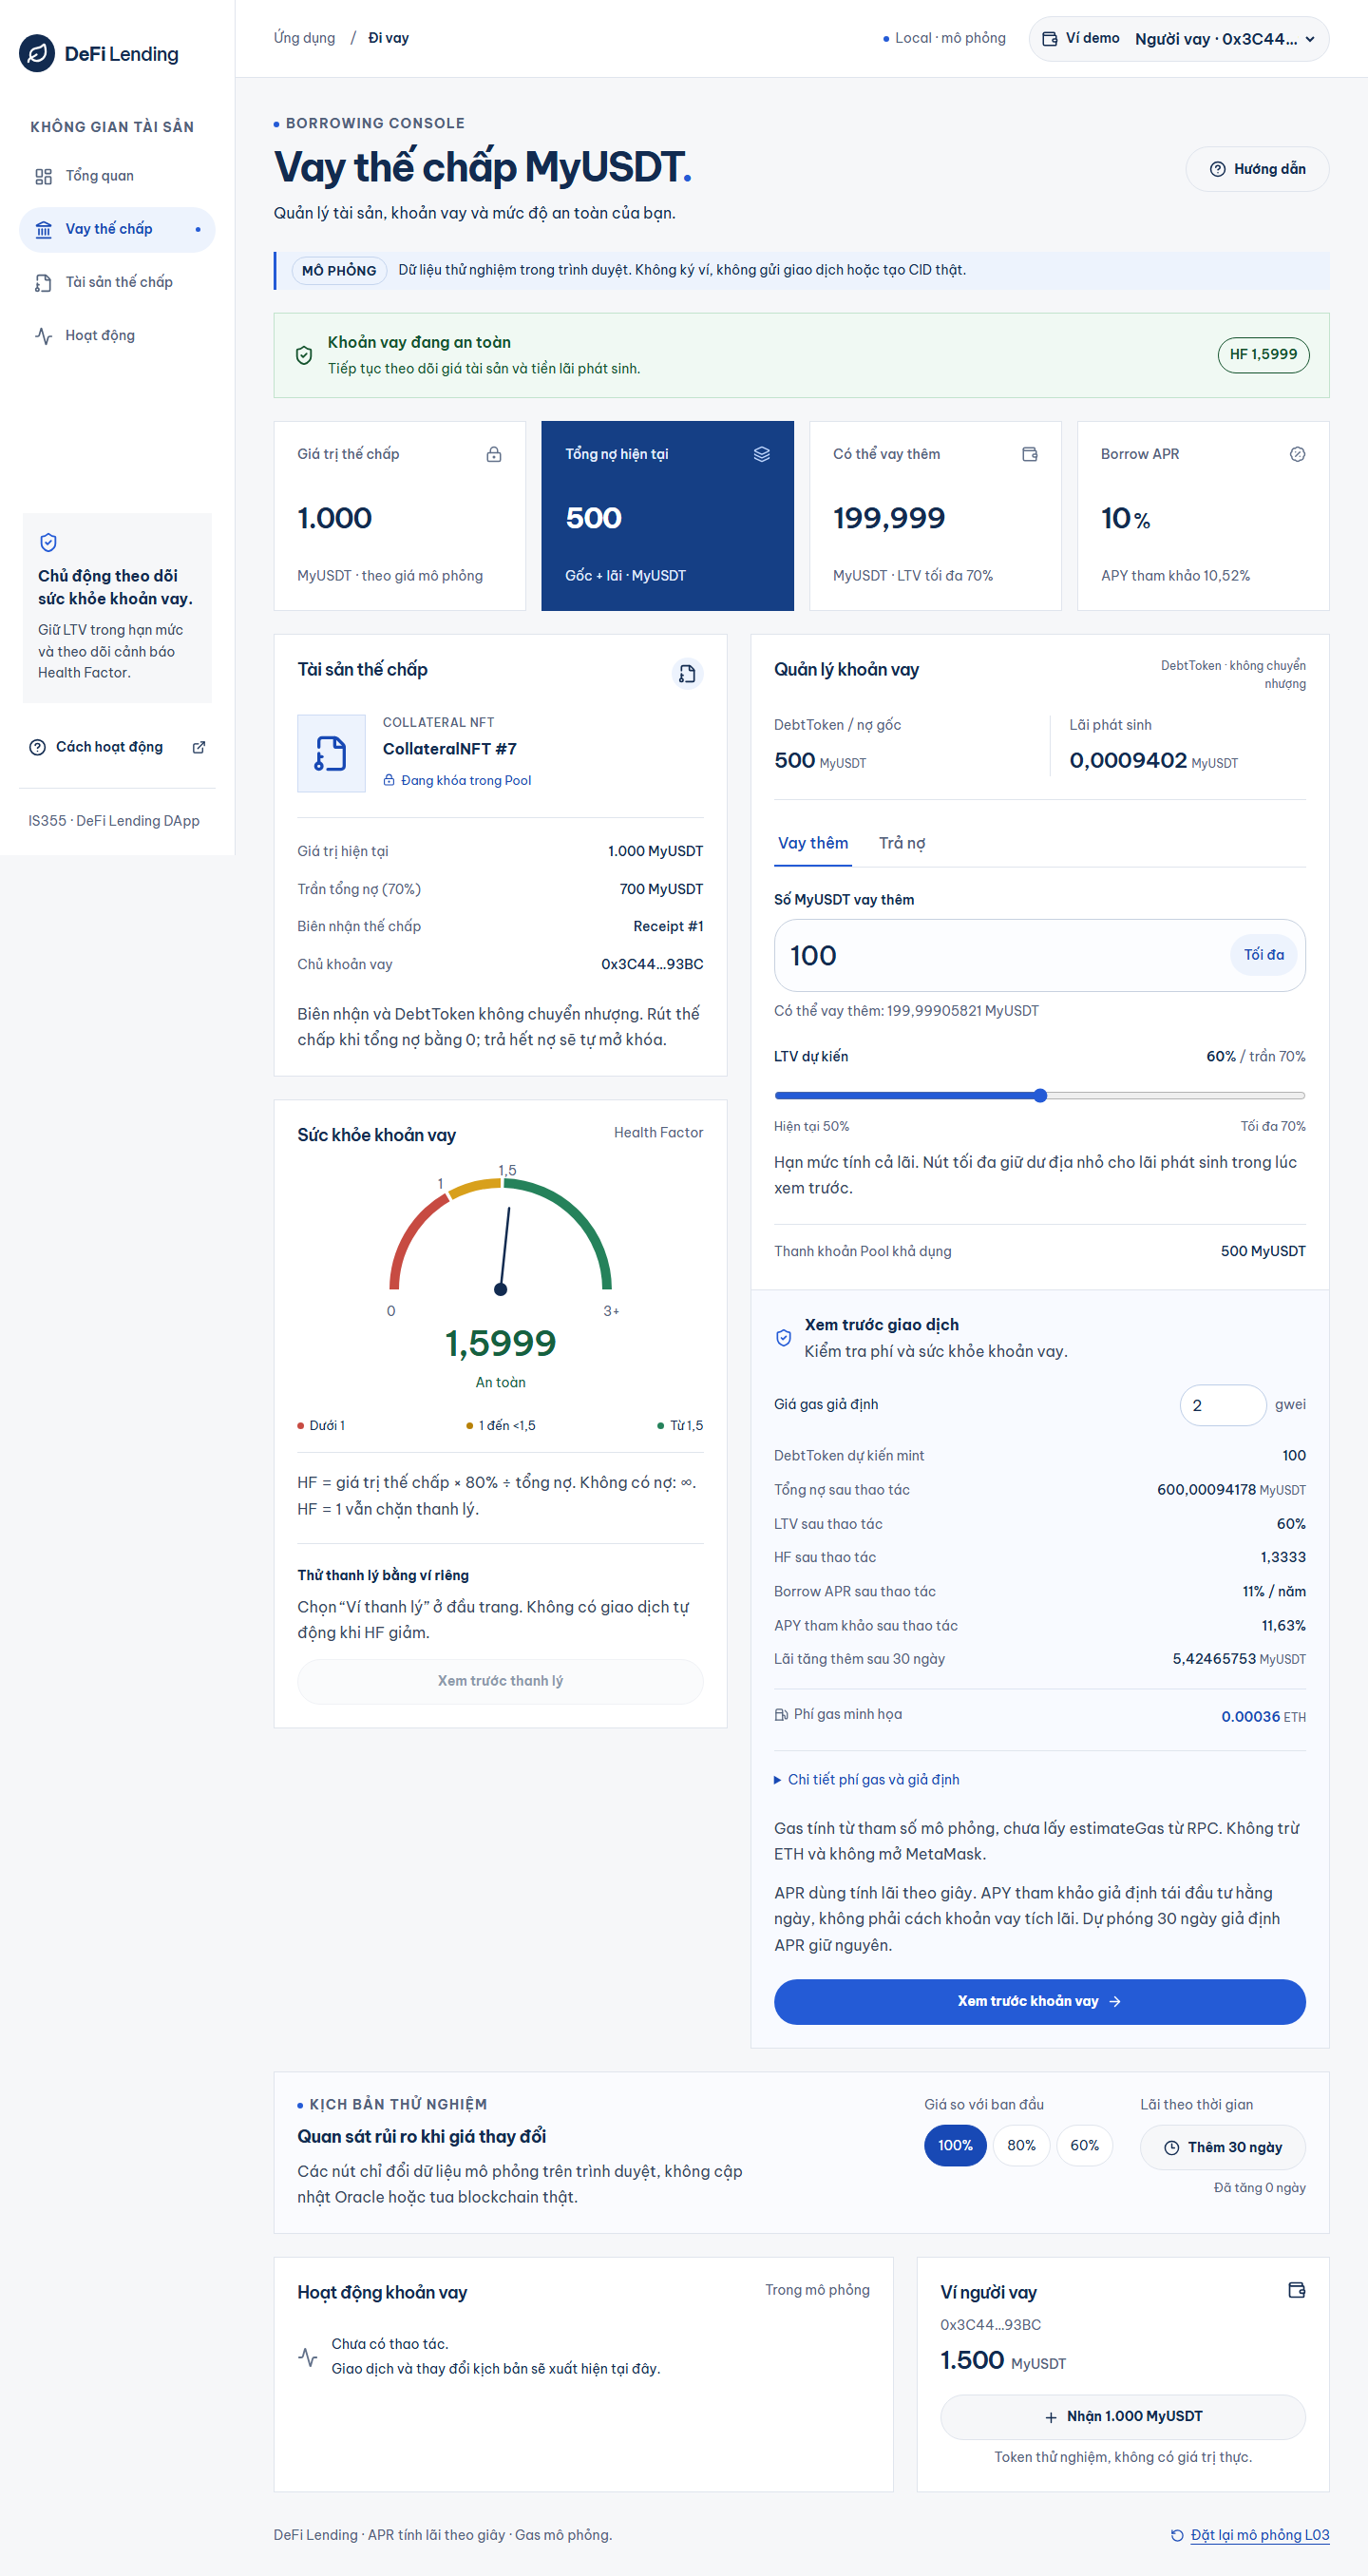 DeFi Lending
KHÔNG GIAN TÀI SẢN
Tổng quan
Vay thế chấp
Tài sản thế chấp
Hoạt động
Chủ động theo dõi
sức khỏe khoản vay.
Giữ LTV trong hạn mức
và theo dõi cảnh báo
Health Factor.
Cách hoạt động
IS355 · DeFi Lending DApp
Ứng dụng / Đi vay
Local · mô phỏng
Ví demo Người vay · 0x3C44...
BORROWING CONSOLE
Vay thế chấp MyUSDT.
Quản lý tài sản, khoản vay và mức độ an toàn của bạn.
Hướng dẫn
MÔ PHỎNG Dữ liệu thử nghiệm trong trình duyệt. Không ký ví, không gửi giao dịch hoặc tạo CID thật.
Khoản vay đang an toàn
Tiếp tục theo dõi giá tài sản và tiền lãi phát sinh.
HF 1,5999
Giá trị thế chấp
1.000
MyUSDT · theo giá mô phỏng
Tổng nợ hiện tại
500
Gốc + lãi · MyUSDT
Có thể vay thêm
199,999
MyUSDT · LTV tối đa 70%
Borrow APR
10%
APY tham khảo 10,52%
Tài sản thế chấp
COLLATERAL NFT
CollateralNFT #7
Đang khóa trong Pool
Giá trị hiện tại 1.000 MyUSDT
Trần tổng nợ (70%) 700 MyUSDT
Biên nhận thế chấp Receipt #1
Chủ khoản vay 0x3C44...93BC
Biên nhận và DebtToken không chuyển nhượng. Rút thế
chấp khi tổng nợ bằng 0; trả hết nợ sẽ tự mở khóa.
Sức khỏe khoản vay Health Factor
1,5
1
0 3+
1,5999
An toàn
Dưới 1 1 đến <1,5 Từ 1,5
HF = giá trị thế chấp × 80% ÷ tổng nợ. Không có nợ: ∞.
HF = 1 vẫn chặn thanh lý.
Thử thanh lý bằng ví riêng
Chọn “Ví thanh lý” ở đầu trang. Không có giao dịch tự
động khi HF giảm.
Xem trước thanh lý
Quản lý khoản vay
DebtToken · không chuyển
nhượng
DebtToken / nợ gốc
500 MyUSDT
Lãi phát sinh
0,0009402 MyUSDT
Vay thêm Trả nợ
Số MyUSDT vay thêm
100 Tối đa
Có thể vay thêm: 199,99905821 MyUSDT
LTV dự kiến 60% / trần 70%
Hiện tại 50% Tối đa 70%
Hạn mức tính cả lãi. Nút tối đa giữ dư địa nhỏ cho lãi phát sinh trong lúc
xem trước.
Thanh khoản Pool khả dụng 500 MyUSDT
Xem trước giao dịch
Kiểm tra phí và sức khỏe khoản vay.
Giá gas giả định 2 gwei
DebtToken dự kiến mint 100
Tổng nợ sau thao tác 600,00094178 MyUSDT
LTV sau thao tác 60%
HF sau thao tác 1,3333
Borrow APR sau thao tác 11% / năm
APY tham khảo sau thao tác 11,63%
Lãi tăng thêm sau 30 ngày 5,42465753 MyUSDT
Phí gas minh họa 0.00036 ETH
Chi tiết phí gas và giả định
Gas tính từ tham số mô phỏng, chưa lấy estimateGas từ RPC. Không trừ
ETH và không mở MetaMask.
APR dùng tính lãi theo giây. APY tham khảo giả định tái đầu tư hằng
ngày, không phải cách khoản vay tích lãi. Dự phóng 30 ngày giả định
APR giữ nguyên.
Xem trước khoản vay
KỊCH BẢN THỬ NGHIỆM
Quan sát rủi ro khi giá thay đổi
Các nút chỉ đổi dữ liệu mô phỏng trên trình duyệt, không cập
nhật Oracle hoặc tua blockchain thật.
Giá so với ban đầu
100% 80% 60%
Lãi theo thời gian
Thêm 30 ngày
Đã tăng 0 ngày
Hoạt động khoản vay Trong mô phỏng
Chưa có thao tác.
Giao dịch và thay đổi kịch bản sẽ xuất hiện tại đây.
Ví người vay
0x3C44...93BC
1.500 MyUSDT
Nhận 1.000 MyUSDT
Token thử nghiệm, không có giá trị thực.
DeFi Lending · APR tính lãi theo giây · Gas mô phỏng.
Đặt lại mô phỏng L03